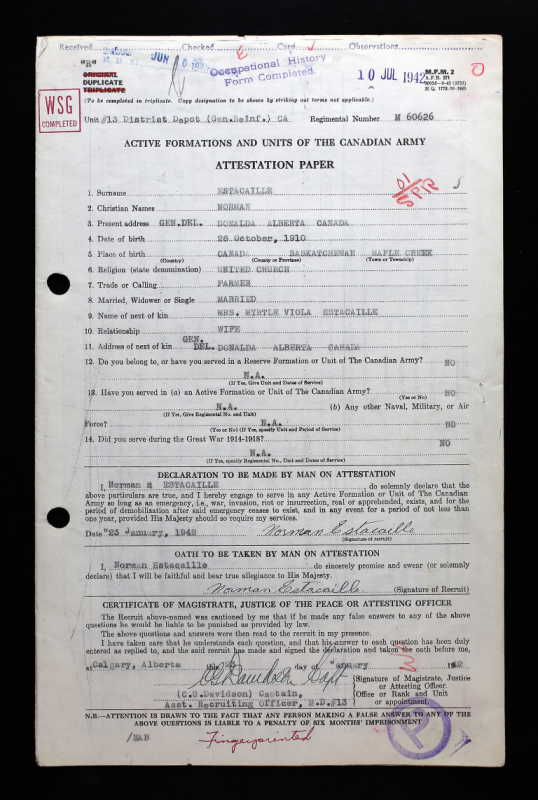 Received Checked E Card J Observations
JUN
Occupational History
Form Completed.
10 JUL 1942
M.F.M. 2
ORIGINAL
DUPLICATE
TRIPLICATE
(To be completed in triplicate. Copy designation to be shown by striking out terms not applicable.)
WSG
COMPLETED
Unit #13 District Depot (Gen.Reinf.) CA Regimental Number M 60626
ACTIVE FORMATIONS AND UNITS OF THE CANADIAN ARMY
ATTESTATION PAPER
1. Surname ESTACAILLE
2. Christian Names NORMAN
3. Present address GEN.DEL. DONALDA ALBERTA CANADA
4. Date of birth 26 October, 1910
5. Place of birth CANADA SASKATCHEWAN MAPLE CREEK
(Country) (County or Province) (Town or Township)
6. Religion (state denomination) UNITED CHURCH
7. Trade or Calling FARMER
8. Married, Widower or Single MARRIED
9. Name of next of kin MRS. MYRTLE VIOLA ESTACAILLE
10. Relationship WIFE
11. Address of next of kin GEN. DEL. DONALDA ALBERTA CANADA
12. Do you belong to, or have you served in a Reserve Formation or Unit of The Canadian Army? NO
N.A.
(If Yes, Give Unit and Dates of Service)
13. Have you served in (a) an Active Formation or Unit of The Canadian Army? NO
(Yes or No)
N.A. (b) Any other Naval, Military, or Air
(If Yes, Give Regimental No. and Unit)
Force? N.A. NO
(Yes or No) (If Yes, specify Unit and Period of Service)
14. Did you serve during the Great War 1914-1918? NO
N.A.
(If Yes, specify Regimental No., Unit and Dates of Service)
DECLARATION TO BE MADE BY MAN ON ATTESTATION
I, Norman ESTACAILLE do solemnly declare that the
above particulars are true, and I hereby engage to serve in any Active Formation or Unit of The Canadian
Army so long as an emergency, i.e., war, invasion, riot or insurrection, real or apprehended, exists, and for the
period of demobilization after said emergency ceases to exist, and in any event for a period of not less than
one year, provided His Majesty should so require my services.
Date 23 January, 1942 Norman Estacaille
(Signature of Recruit)
OATH TO BE TAKEN BY MAN ON ATTESTATION
I, Norman Estacaille do sincerely promise and swear (or solemnly
declare) that I will be faithful and bear true allegiance to His Majesty.
Norman Estacaille (Signature of Recruit)
CERTIFICATE OF MAGISTRATE, JUSTICE OF THE PEACE OR ATTESTING OFFICER
The Recruit above-named was cautioned by me that if he made any false answers to any of the above
questions he would be liable to be punished as provided by law.
The above questions and answers were then read to the recruit in my presence.
I have taken care that he understands each question, and that his answer to each question has been duly
entered as replied to, and the said recruit has made and signed the declaration and taken the oath before me,
at Calgary, Alberta this 23 day of January 1942
C S Davidson Capt
(C.S.Davidson) Captain,
Asst. Recruiting Officer, M.D.#13
Signature of Magistrate, Justice
or Attesting Officer.
Office or Rank and Unit
or appointment.
N.B.—ATTENTION IS DRAWN TO THE FACT THAT ANY PERSON MAKING A FALSE ANSWER TO ANY OF THE
ABOVE QUESTIONS IS LIABLE TO A PENALTY OF SIX MONTHS' IMPRISONMENT
/MAB
Fingerprinted